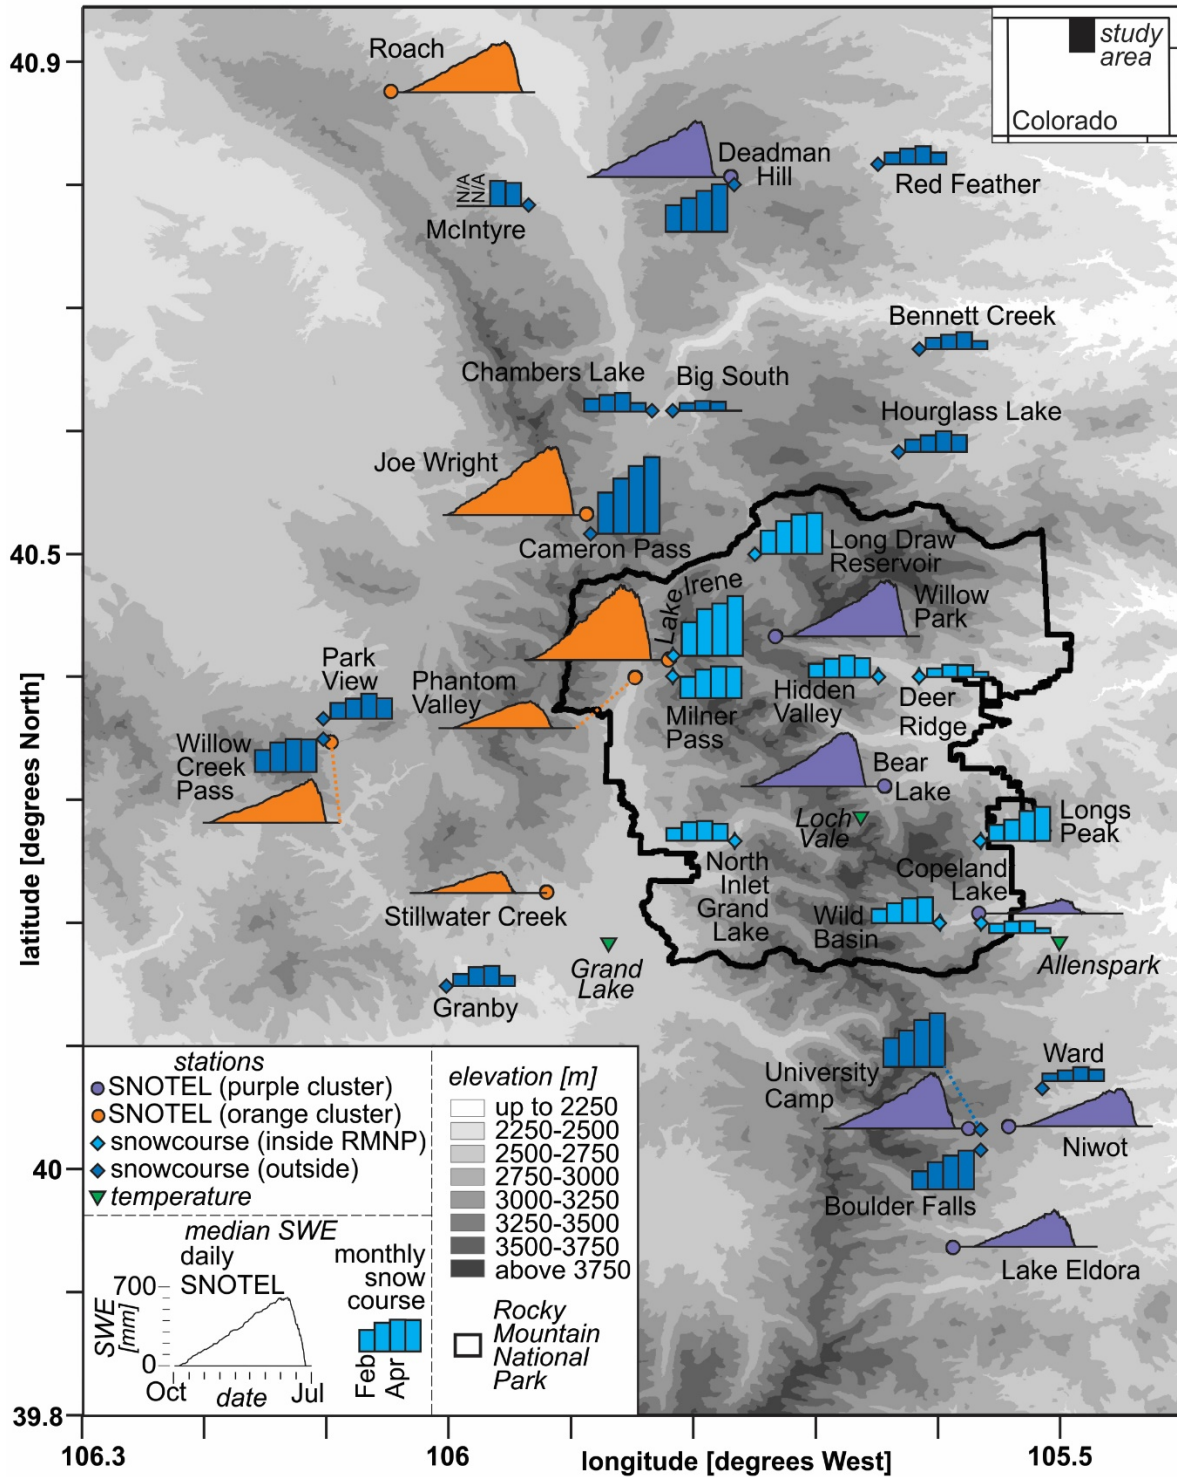 40.9
Roach
study
area
Colorado
Deadman
Hill
Red Feather
N/A
N/A
McIntyre
Bennett Creek
Chambers Lake
Big South
Hourglass Lake
Joe Wright
Cameron Pass
40.5
Long Draw
Reservoir
Lake Irene
Willow
Park
Park
View
Phantom
Valley
Milner
Pass
Hidden
Valley
Deer
Ridge
Willow
Creek
Pass
Bear
Lake
Loch
Vale
Longs
Peak
North
Inlet
Grand
Lake
Copeland
Lake
Wild
Basin
Stillwater Creek
Grand
Lake
Allenspark
Granby
latitude [degrees North]
University
Camp
Ward
Niwot
Boulder Falls
Lake Eldora
stations
SNOTEL (purple cluster)
SNOTEL (orange cluster)
snowcourse (inside RMNP)
snowcourse (outside)
temperature
elevation [m]
up to 2250
2250-2500
2500-2750
2750-3000
3000-3250
3250-3500
3500-3750
above 3750
Rocky
Mountain
National
Park
median SWE
daily
SNOTEL
700
SWE
[mm]
0
Oct
Jul
date
monthly
snow
course
Feb
Apr
40
39.8
106.3
106
longitude [degrees West]
105.5